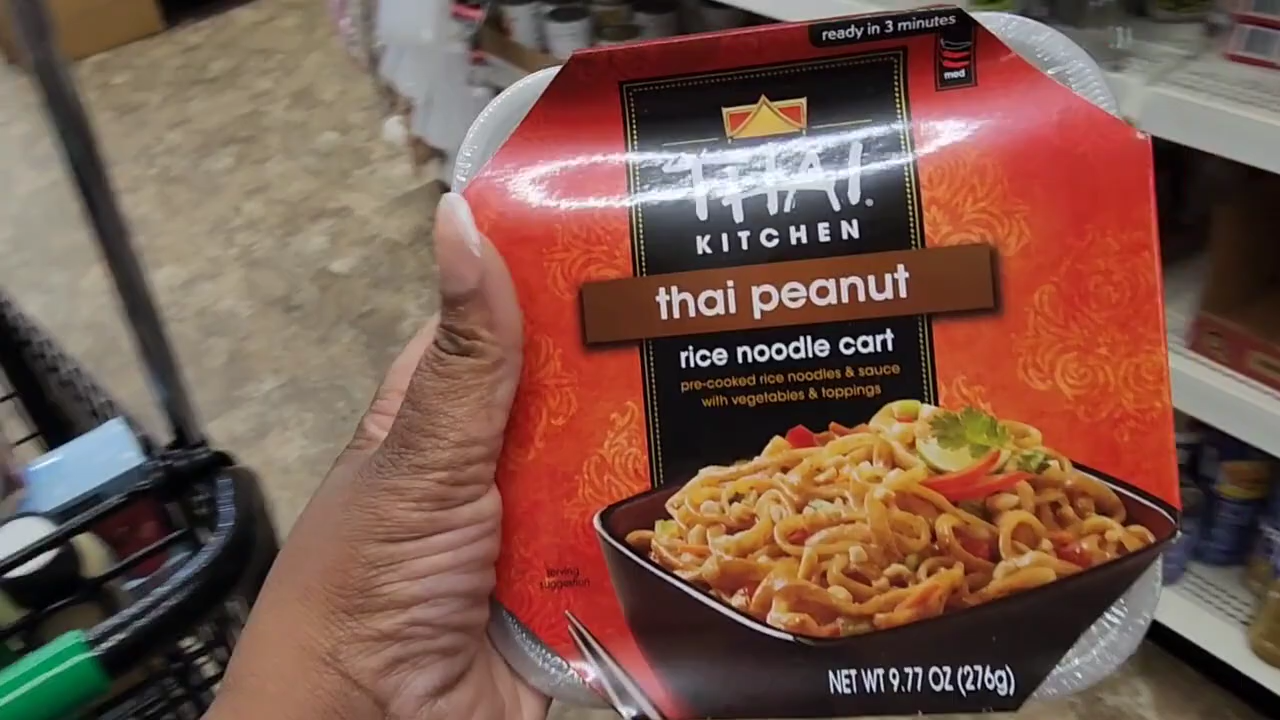 ready in 3 minutes
med
THAI
KITCHEN
thai peanut
rice noodle cart
pre-cooked rice noodles & sauce
with vegetables & toppings
serving
suggestion
NET WT 9.77 OZ (276g)